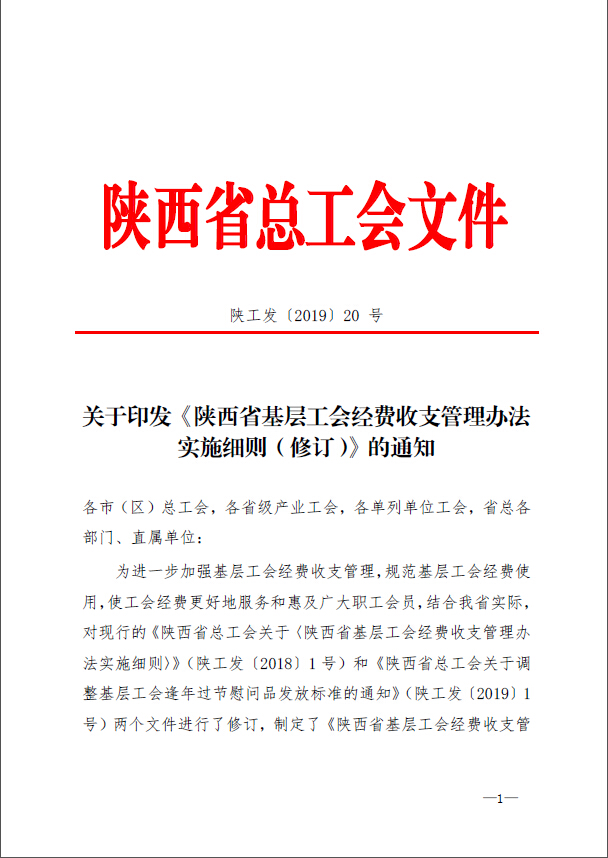 陕西省总工会文件
陕工发〔2019〕20 号
关于印发《陕西省基层工会经费收支管理办法
实施细则（修订）》的通知
各市（区）总工会，各省级产业工会，各单列单位工会，省总各
部门、直属单位：
为进一步加强基层工会经费收支管理，规范基层工会经费使
用，使工会经费更好地服务和惠及广大职工会员，结合我省实际，
对现行的《陕西省总工会关于〈陕西省基层工会经费收支管理办
法实施细则〉》（陕工发〔2018〕1 号）和《陕西省总工会关于调
整基层工会逢年过节慰问品发放标准的通知》（陕工发〔2019〕1
号）两个文件进行了修订，制定了《陕西省基层工会经费收支管
—1—